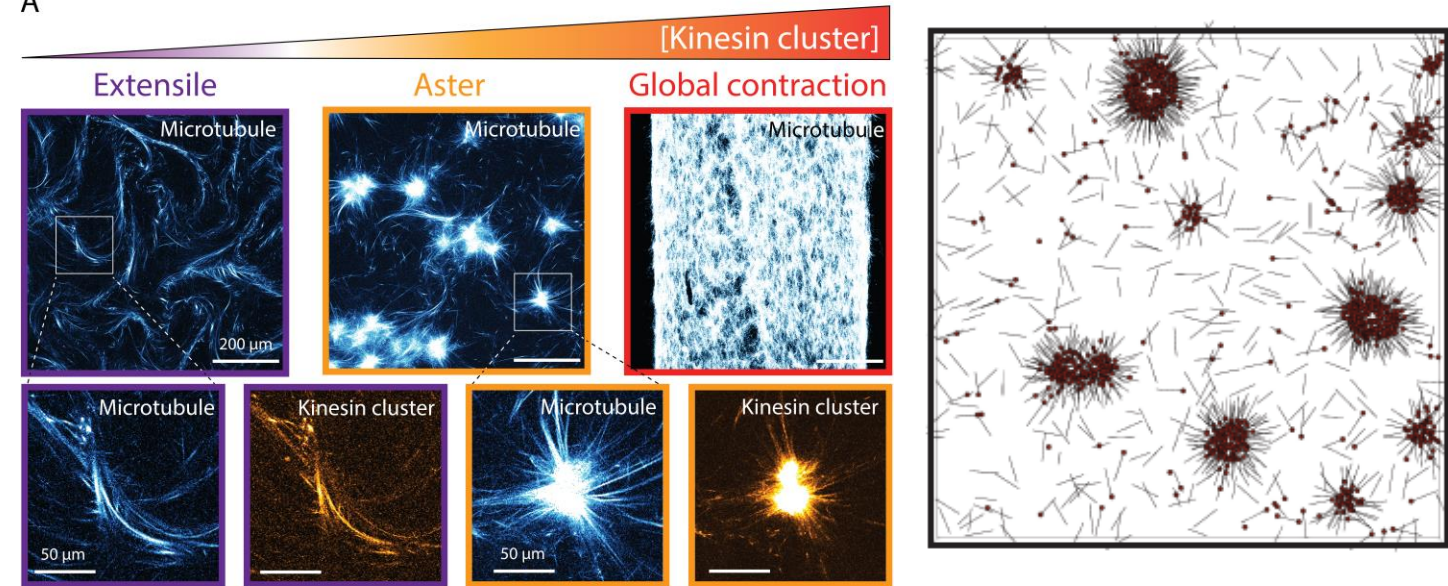 A
[Kinesin cluster]
Extensile
Aster
Global contraction
Microtubule
Microtubule
Microtubule
200 µm
Microtubule
Kinesin cluster
Microtubule
Kinesin cluster
50 µm
50 µm